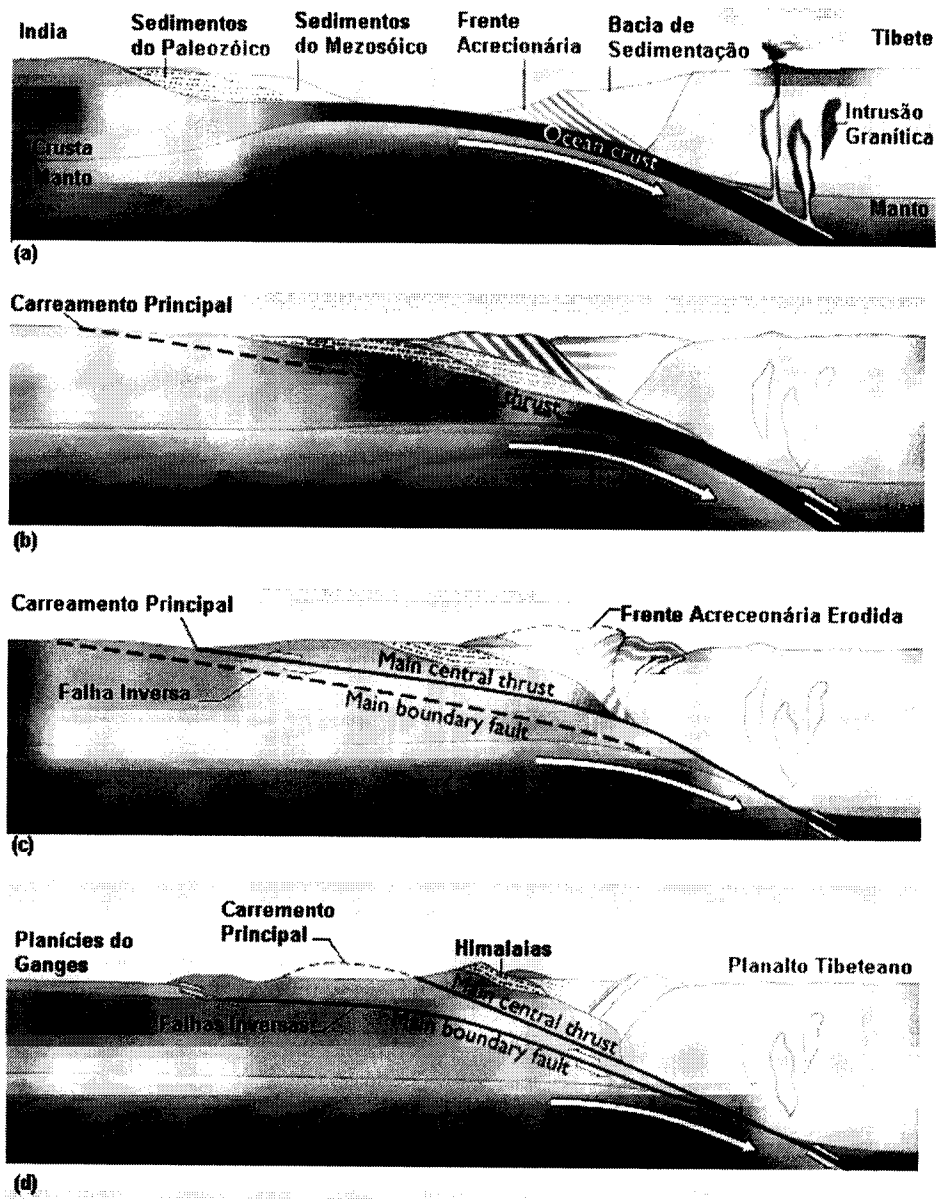 India
Sedimentos
do Paleozóico
Sedimentos
do Mezosóico
Frente
Acrecionária
Bacia de
Sedimentação
Tibete
Intrusão
Granítica
Crusta
Manto
Ocean crust
Manto
(a)
Carreamento Principal
thrust
(b)
Carreamento Principal
Frente Acreceonária Erodida
Main central thrust
Falha Inversa
Main boundary fault
(c)
Carremento
Principal
Planícies do
Ganges
Himalaias
Planalto Tibeteano
Main central thrust
Falhas Inversas
Main boundary fault
(d)